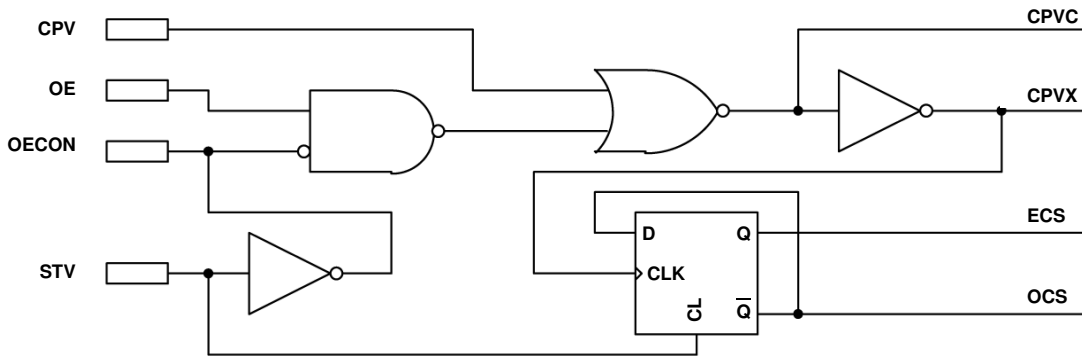 CPVC
CPV
OE
CPVX
OECON
D
Q
ECS
STV
CLK
CL
Q̅
OCS